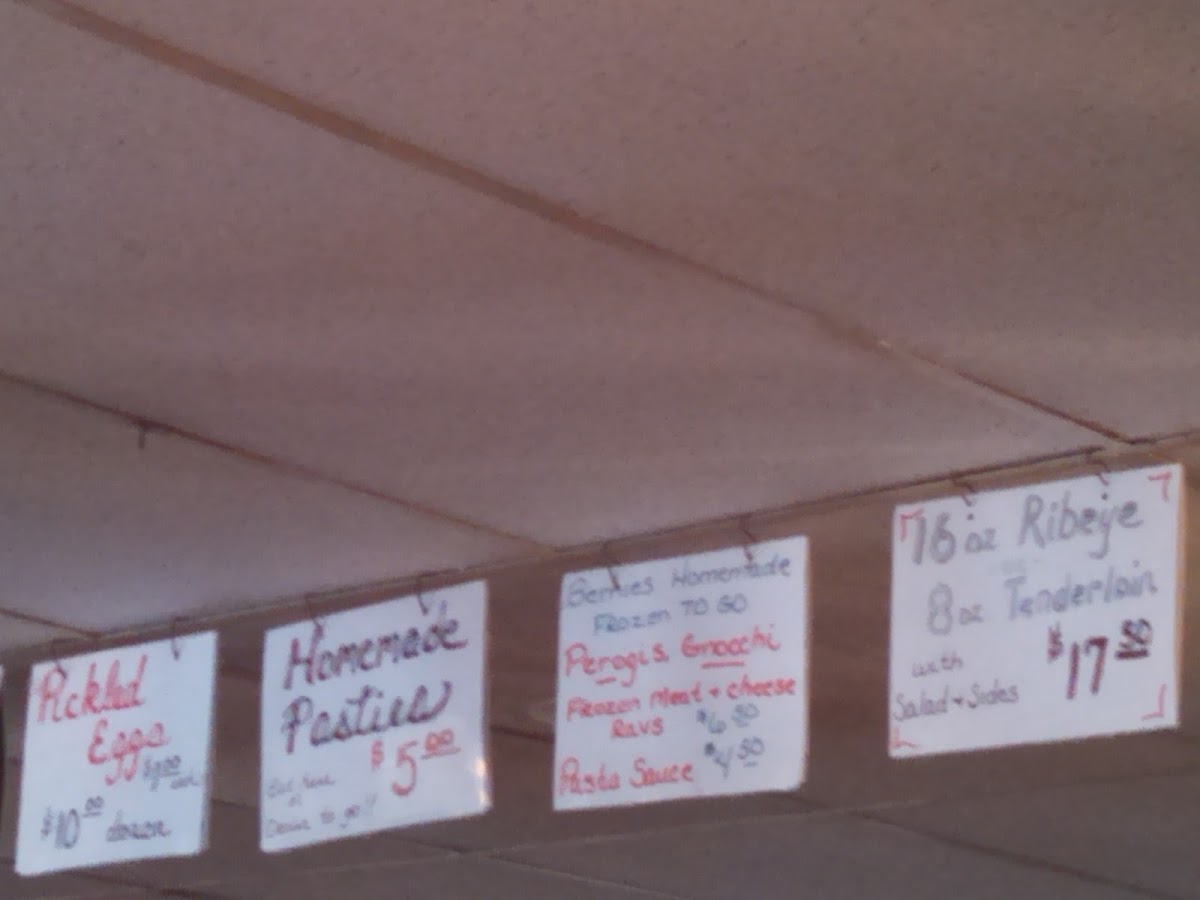 Pickled
Eggs
$1.00 each
$10.00 dozen
Homemade
Pasties
$5.00
Eat here
or
to go!!
Homemade
Frozen TO GO
Perogis, Gnocchi
Frozen Meat + cheese
Ravs $6.50
Pasta Sauce $4.50
16 oz Ribeye
8 oz Tenderloin
with $17.50
Salad + Sides